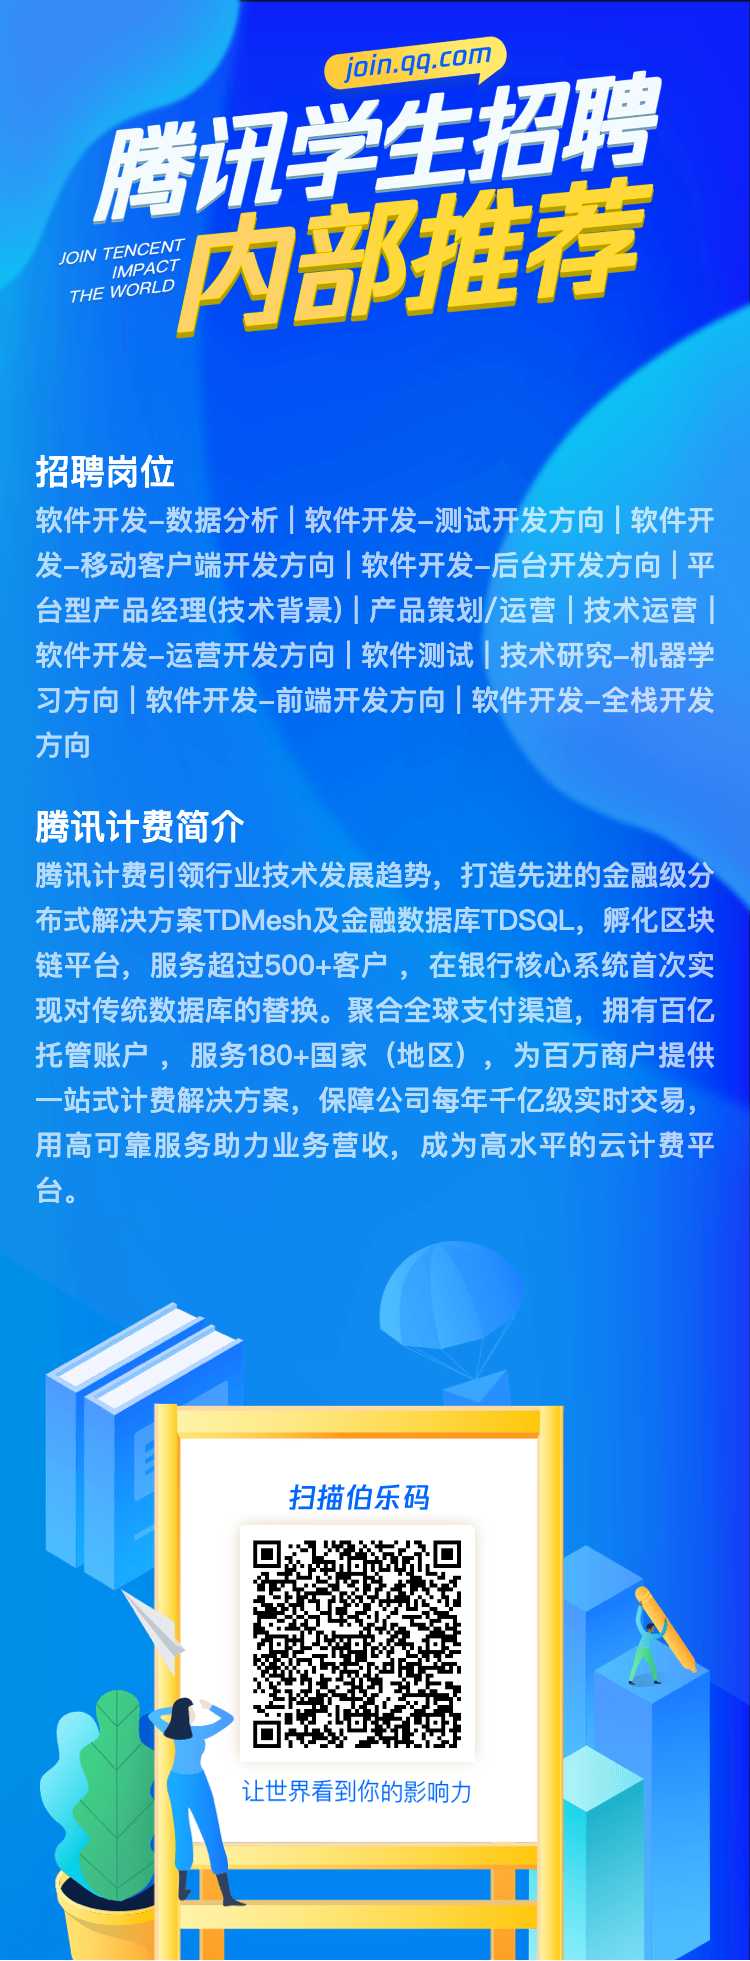 join.qq.com
腾讯学生招聘
内部推荐
JOIN TENCENT
IMPACT
THE WORLD
招聘岗位
软件开发-数据分析 | 软件开发-测试开发方向 | 软件开
发-移动客户端开发方向 | 软件开发-后台开发方向 | 平
台型产品经理(技术背景) | 产品策划/运营 | 技术运营 |
软件开发-运营开发方向 | 软件测试 | 技术研究-机器学
习方向 | 软件开发-前端开发方向 | 软件开发-全栈开发
方向
腾讯计费简介
腾讯计费引领行业技术发展趋势，打造先进的金融级分
布式解决方案TDMesh及金融数据库TDSQL，孵化区块
链平台，服务超过500+客户 ，在银行核心系统首次实
现对传统数据库的替换。聚合全球支付渠道，拥有百亿
托管账户 ，服务180+国家（地区），为百万商户提供
一站式计费解决方案，保障公司每年千亿级实时交易，
用高可靠服务助力业务营收，成为高水平的云计费平
台。
扫描伯乐码
让世界看到你的影响力